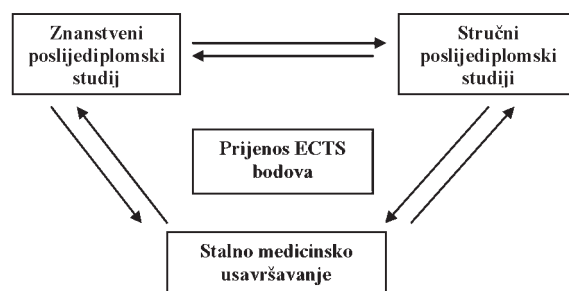 Znanstveni
poslijediplomski
studij
Stručni
poslijediplomski
studiji
Prijenos ECTS
bodova
Stalno medicinsko
usavršavanje